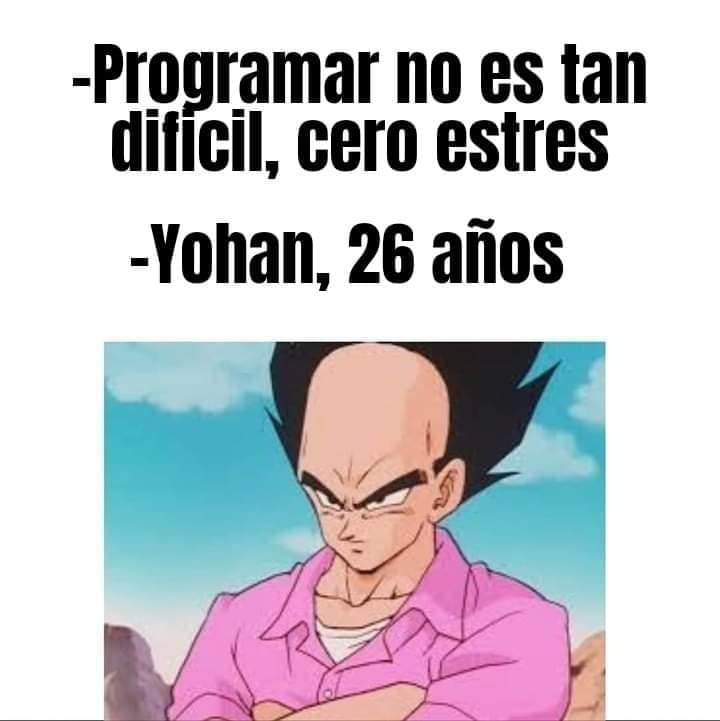 -Programar no es tan
dificil, cero estres
-Yohan, 26 años